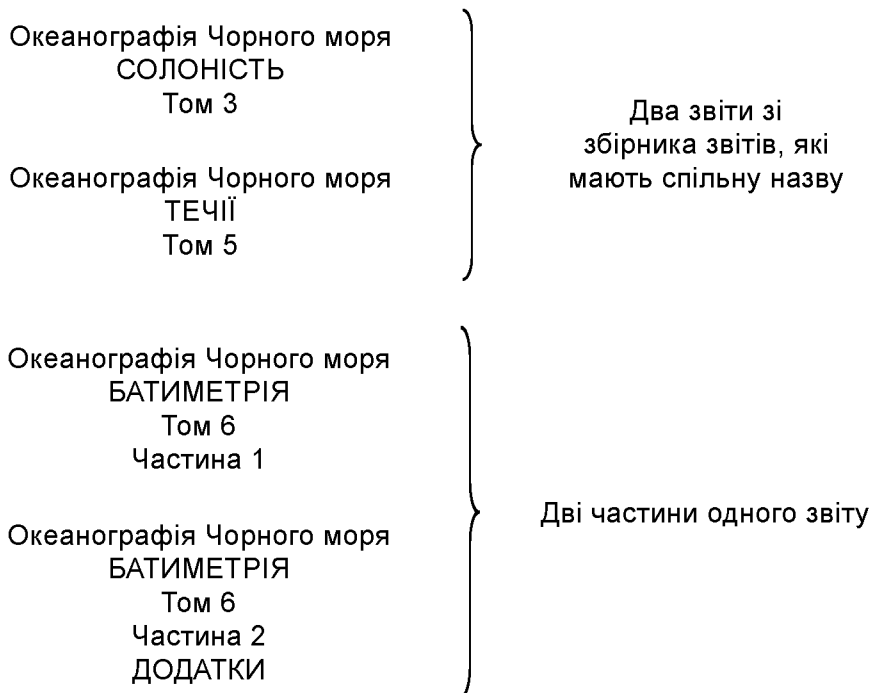 Океанографія Чорного моря
СОЛОНІСТЬ
Том 3
Океанографія Чорного моря
ТЕЧІЇ
Том 5
Два звіти зі
збірника звітів, які
мають спільну назву
Океанографія Чорного моря
БАТИМЕТРІЯ
Том 6
Частина 1
Океанографія Чорного моря
БАТИМЕТРІЯ
Том 6
Частина 2
ДОДАТКИ
Дві частини одного звіту